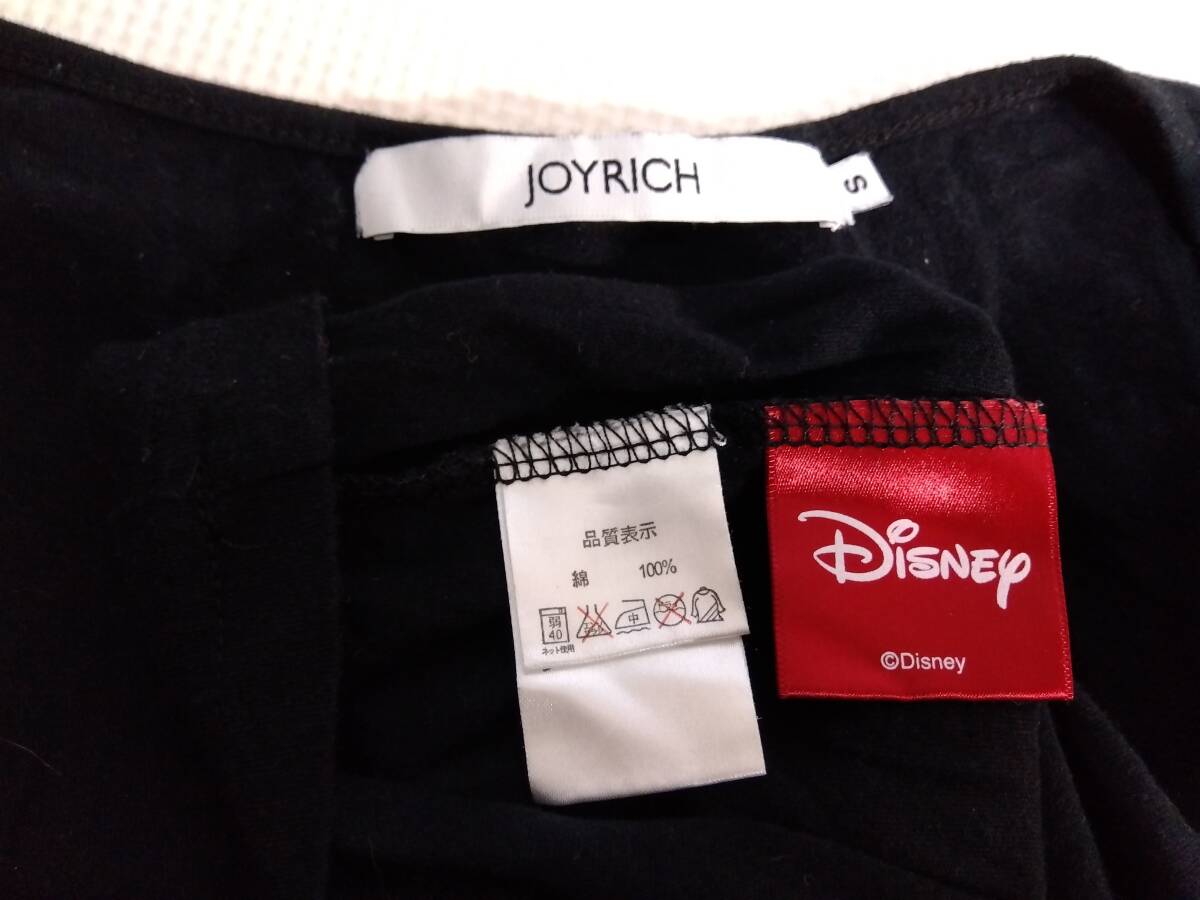 JOYRICH
S
品質表示
綿 100%
弱 40 中
ネット使用
Disney
©Disney